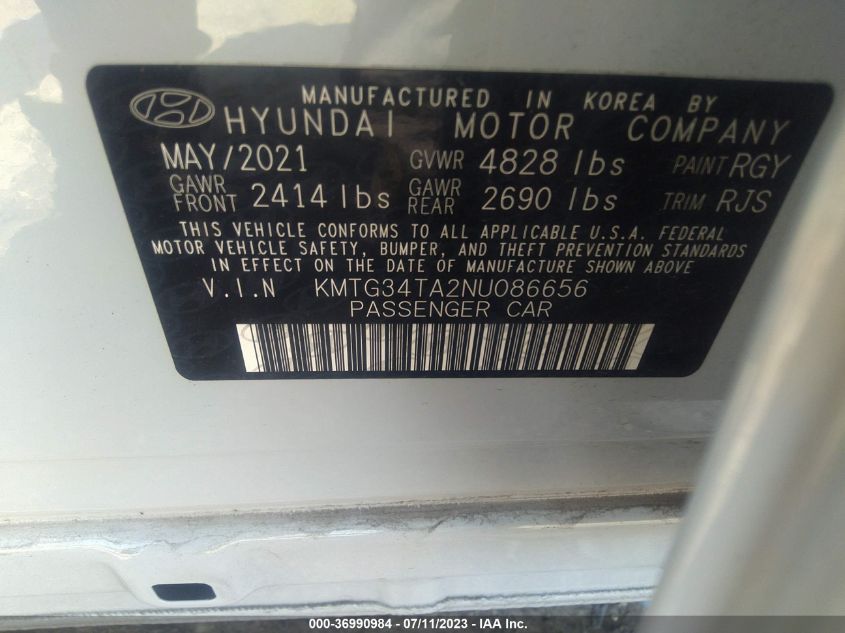 MANUFACTURED IN KOREA BY
HYUNDAI MOTOR COMPANY
MAY/2021 GVWR 4828 lbs PAINT RGY
GAWR FRONT 2414 lbs GAWR REAR 2690 lbs TRIM RJS
THIS VEHICLE CONFORMS TO ALL APPLICABLE U.S.A. FEDERAL
MOTOR VEHICLE SAFETY, BUMPER, AND THEFT PREVENTION STANDARDS
IN EFFECT ON THE DATE OF MANUFACTURE SHOWN ABOVE
V.I.N KMTG34TA2NU086656
PASSENGER CAR
000-36990984 - 07/11/2023 - IAA Inc.